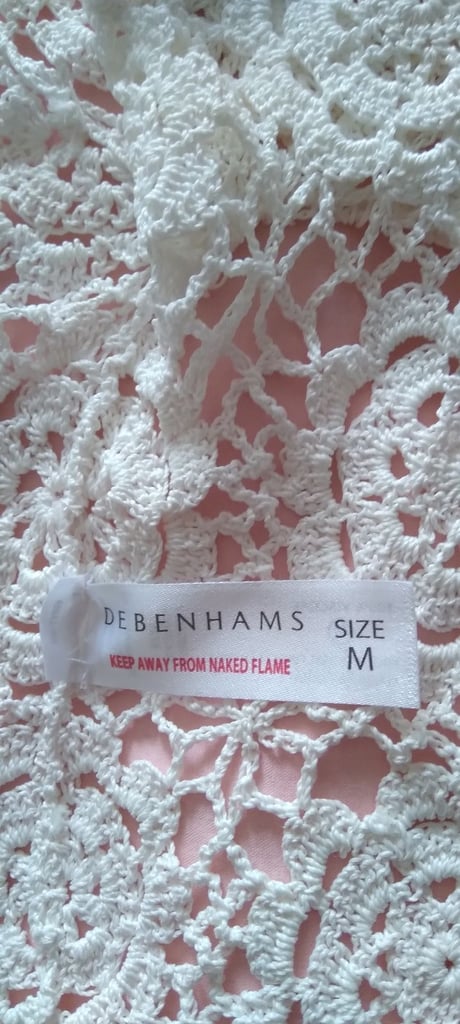 DEBENHAMS
SIZE
M
KEEP AWAY FROM NAKED FLAME